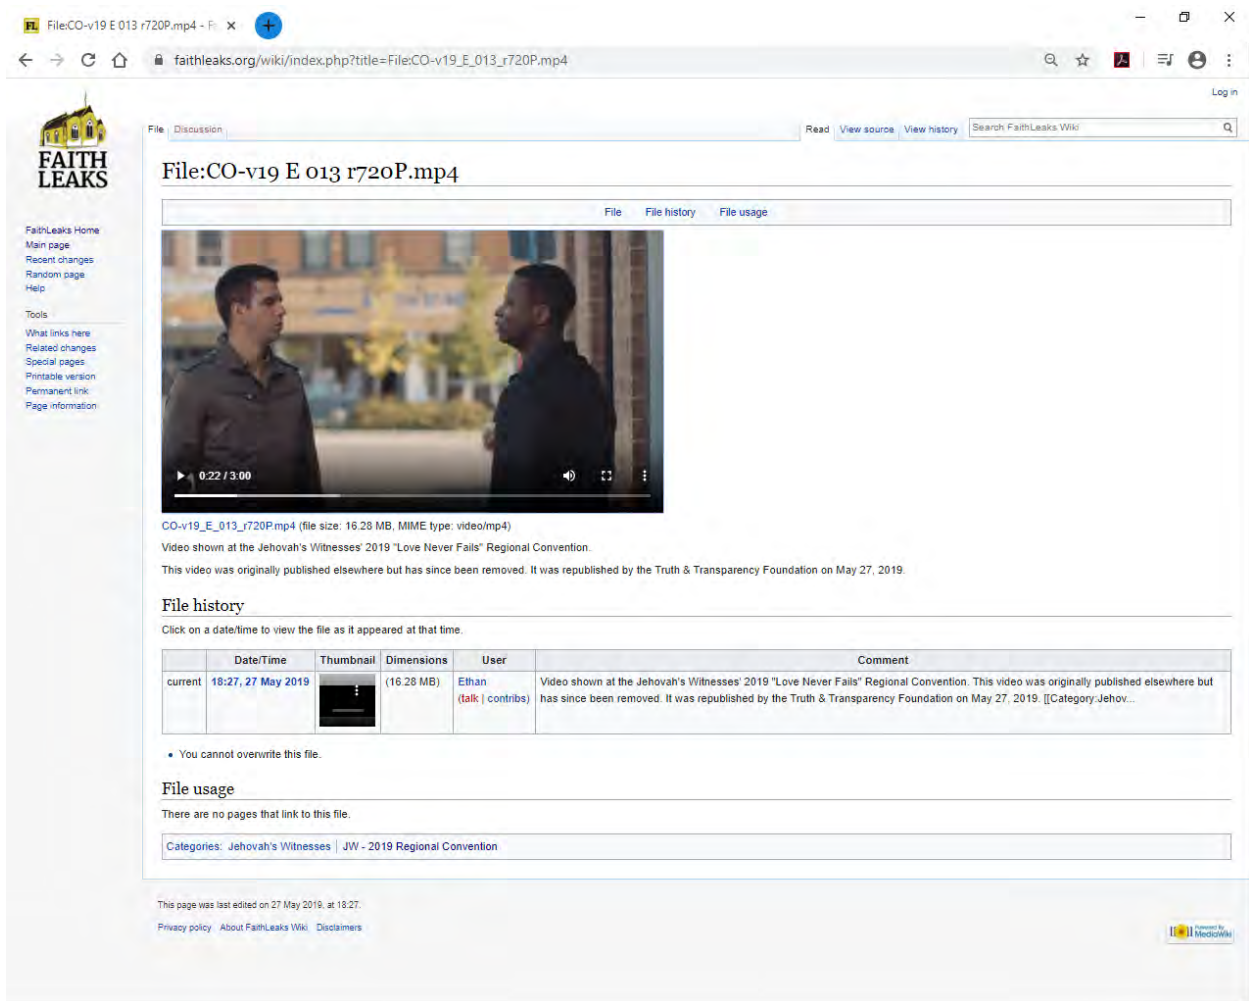 File:CO-v19 E 013 r720P.mp4 - F
faithleaks.org/wiki/index.php?title=File:CO-v19_E_013_r720P.mp4
Log in
FAITH
LEAKS
File Discussion
Read View source View history Search FaithLeaks Wiki
File:CO-v19 E 013 r720P.mp4
File File history File usage
FaithLeaks Home
Main page
Recent changes
Random page
Help
Tools
What links here
Related changes
Special pages
Printable version
Permanent link
Page information
0:22 / 3:00
CO-v19_E_013_r720P.mp4 (file size: 16.28 MB, MIME type: video/mp4)
Video shown at the Jehovah's Witnesses' 2019 "Love Never Fails" Regional Convention.
This video was originally published elsewhere but has since been removed. It was republished by the Truth & Transparency Foundation on May 27, 2019.
File history
Click on a date/time to view the file as it appeared at that time.
Date/Time Thumbnail Dimensions User Comment
current 18:27, 27 May 2019 (16.28 MB) Ethan Video shown at the Jehovah's Witnesses' 2019 "Love Never Fails" Regional Convention. This video was originally published elsewhere but
(talk | contribs) has since been removed. It was republished by the Truth & Transparency Foundation on May 27, 2019. [[Category:Jehov...
• You cannot overwrite this file.
File usage
There are no pages that link to this file.
Categories: Jehovah's Witnesses | JW - 2019 Regional Convention
This page was last edited on 27 May 2019, at 18:27.
Privacy policy About FaithLeaks Wiki Disclaimers
Powered By
MediaWiki